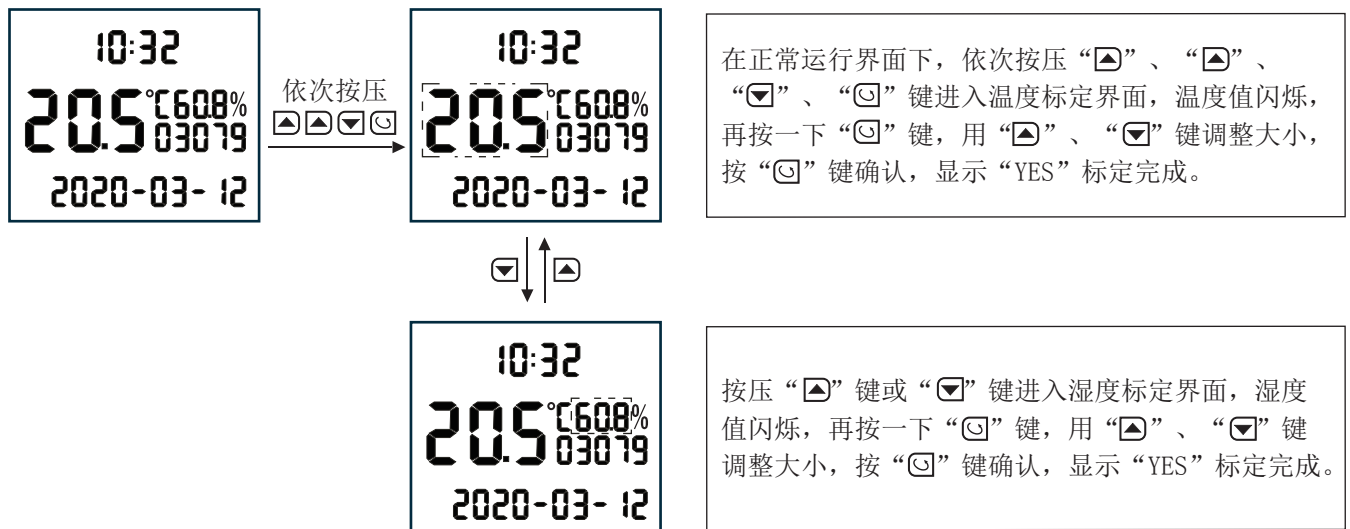 10:32
20.5℃60.8%
03079
2020-03-12
依次按压
▲▲▼↻
10:32
20.5℃60.8%
03079
2020-03-12
在正常运行界面下，依次按压“▲”、“▲”、
“▼”、“↻”键进入温度标定界面，温度值闪烁，
再按一下“↻”键，用“▲”、“▼”键调整大小，
按“↻”键确认，显示“YES”标定完成。
▼ ▲
10:32
20.5℃60.8%
03079
2020-03-12
按压“▲”键或“▼”键进入湿度标定界面，湿度
值闪烁，再按一下“↻”键，用“▲”、“▼”键
调整大小，按“↻”键确认，显示“YES”标定完成。